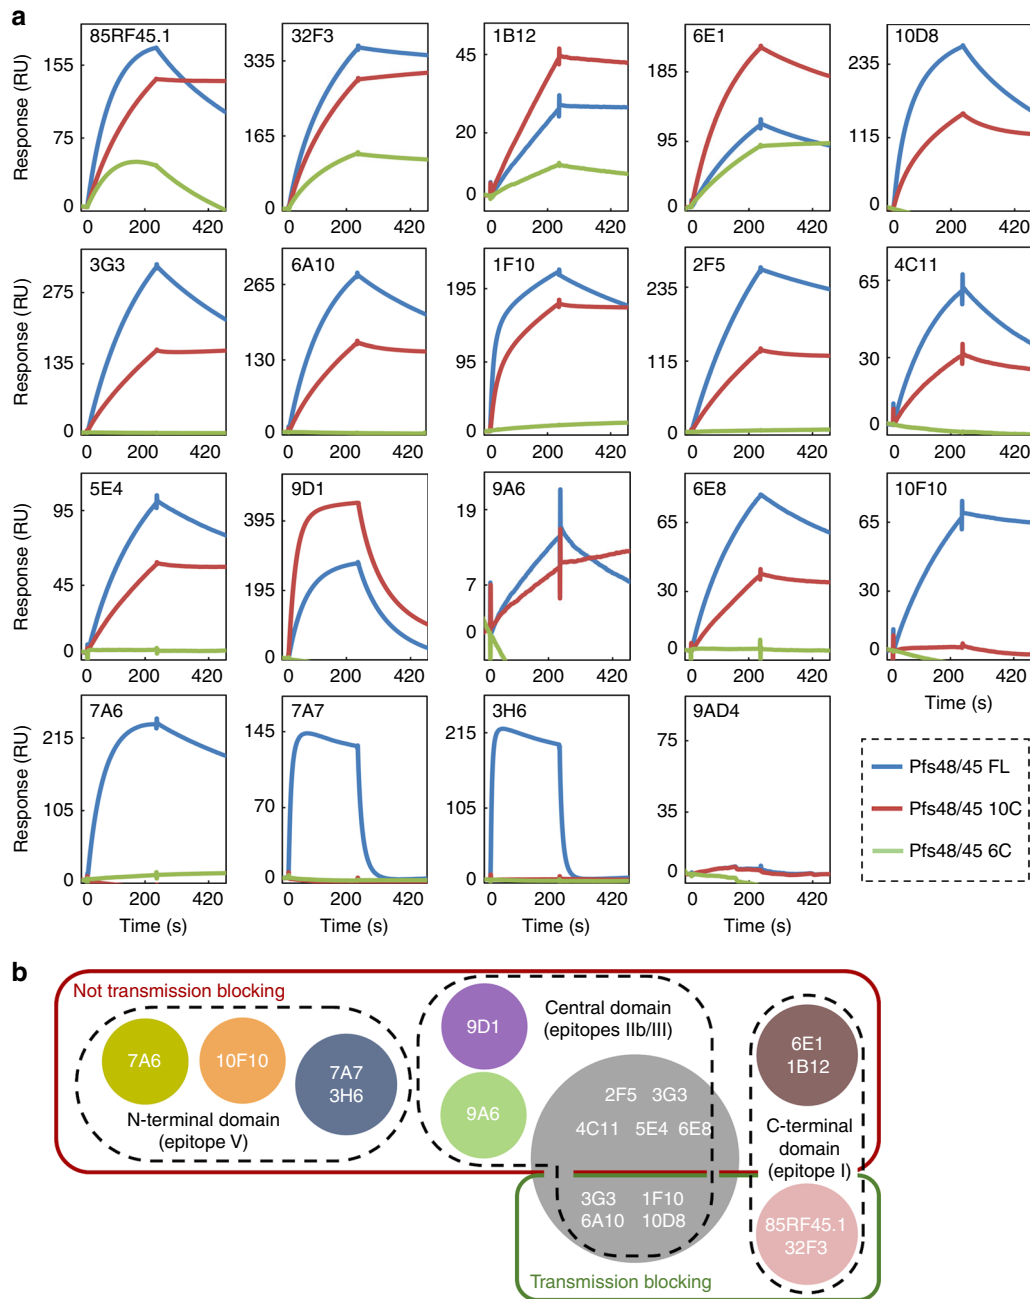 a
85RF45.1 32F3 1B12 6E1 10D8
Response (RU)
155 75 0
335 165 0
45 20 0
185 95 0
235 115 0
0 200 420 0 200 420 0 200 420 0 200 420 0 200 420
3G3 6A10 1F10 2F5 4C11
Response (RU)
275 135 0
265 130 0
195 95 0
235 115 0
65 30 0
0 200 420 0 200 420 0 200 420 0 200 420 0 200 420
5E4 9D1 9A6 6E8 10F10
Response (RU)
95 45 0
395 195 0
19 7 0
65 30 0
65 30 0
0 200 420 0 200 420 0 200 420 0 200 420 0 200 420
Time (s)
7A6 7A7 3H6 9AD4
Response (RU)
215 105 0
145 70 0
215 105 0
75 35 0
0 200 420 0 200 420 0 200 420 0 200 420
Time (s) Time (s) Time (s) Time (s)
Pfs48/45 FL
Pfs48/45 10C
Pfs48/45 6C
b
Not transmission blocking
7A6
10F10
7A7
3H6
N-terminal domain
(epitope V)
9D1
9A6
Central domain
(epitopes IIb/III)
2F5 3G3
4C11 5E4 6E8
3G3 1F10
6A10 10D8
6E1
1B12
C-terminal
domain
(epitope I)
85RF45.1
32F3
Transmission blocking